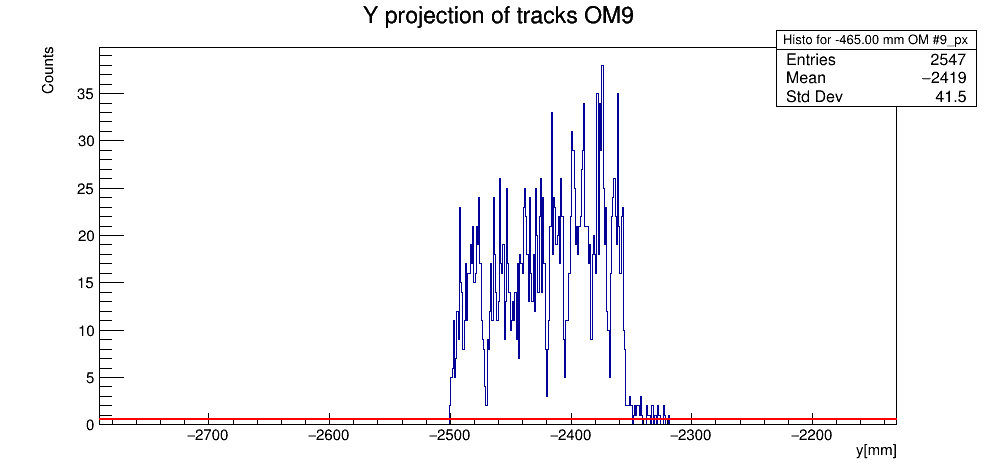 Y projection of tracks OM9
Histo for -465.00 mm OM #9_px
Entries 2547
Mean −2419
Std Dev 41.5
Counts
35
30
25
20
15
10
5
0
−2700 −2600 −2500 −2400 −2300 −2200
y[mm]